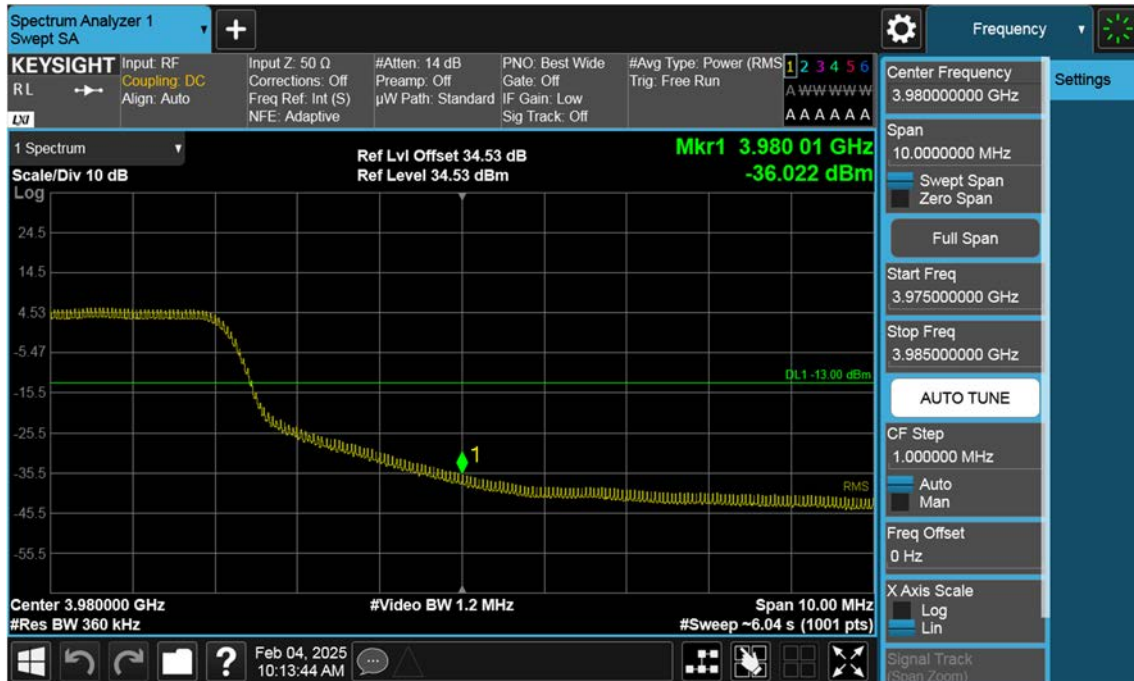 Spectrum Analyzer 1
Swept SA
Frequency
KEYSIGHT
RL
LXI
Input: RF
Coupling: DC
Align: Auto
Input Z: 50 Ω
Corrections: Off
Freq Ref: Int (S)
NFE: Adaptive
#Atten: 14 dB
Preamp: Off
µW Path: Standard
PNO: Best Wide
Gate: Off
IF Gain: Low
Sig Track: Off
#Avg Type: Power (RMS
Trig: Free Run
1 2 3 4 5 6
A W W W W W
A A A A A A
1 Spectrum
Scale/Div 10 dB
Log
Ref Lvl Offset 34.53 dB
Ref Level 34.53 dBm
Mkr1 3.980 01 GHz
-36.022 dBm
24.5
14.5
4.53
-5.47
-15.5
-25.5
-35.5
-45.5
-55.5
DL1 -13.00 dBm
1
RMS
Center 3.980000 GHz
#Res BW 360 kHz
#Video BW 1.2 MHz
Span 10.00 MHz
#Sweep ~6.04 s (1001 pts)
Feb 04, 2025
10:13:44 AM
Center Frequency
3.980000000 GHz
Span
10.0000000 MHz
Swept Span
Zero Span
Full Span
Start Freq
3.975000000 GHz
Stop Freq
3.985000000 GHz
AUTO TUNE
CF Step
1.000000 MHz
Auto
Man
Freq Offset
0 Hz
X Axis Scale
Log
Lin
Signal Track
(Span Zoom)
Settings